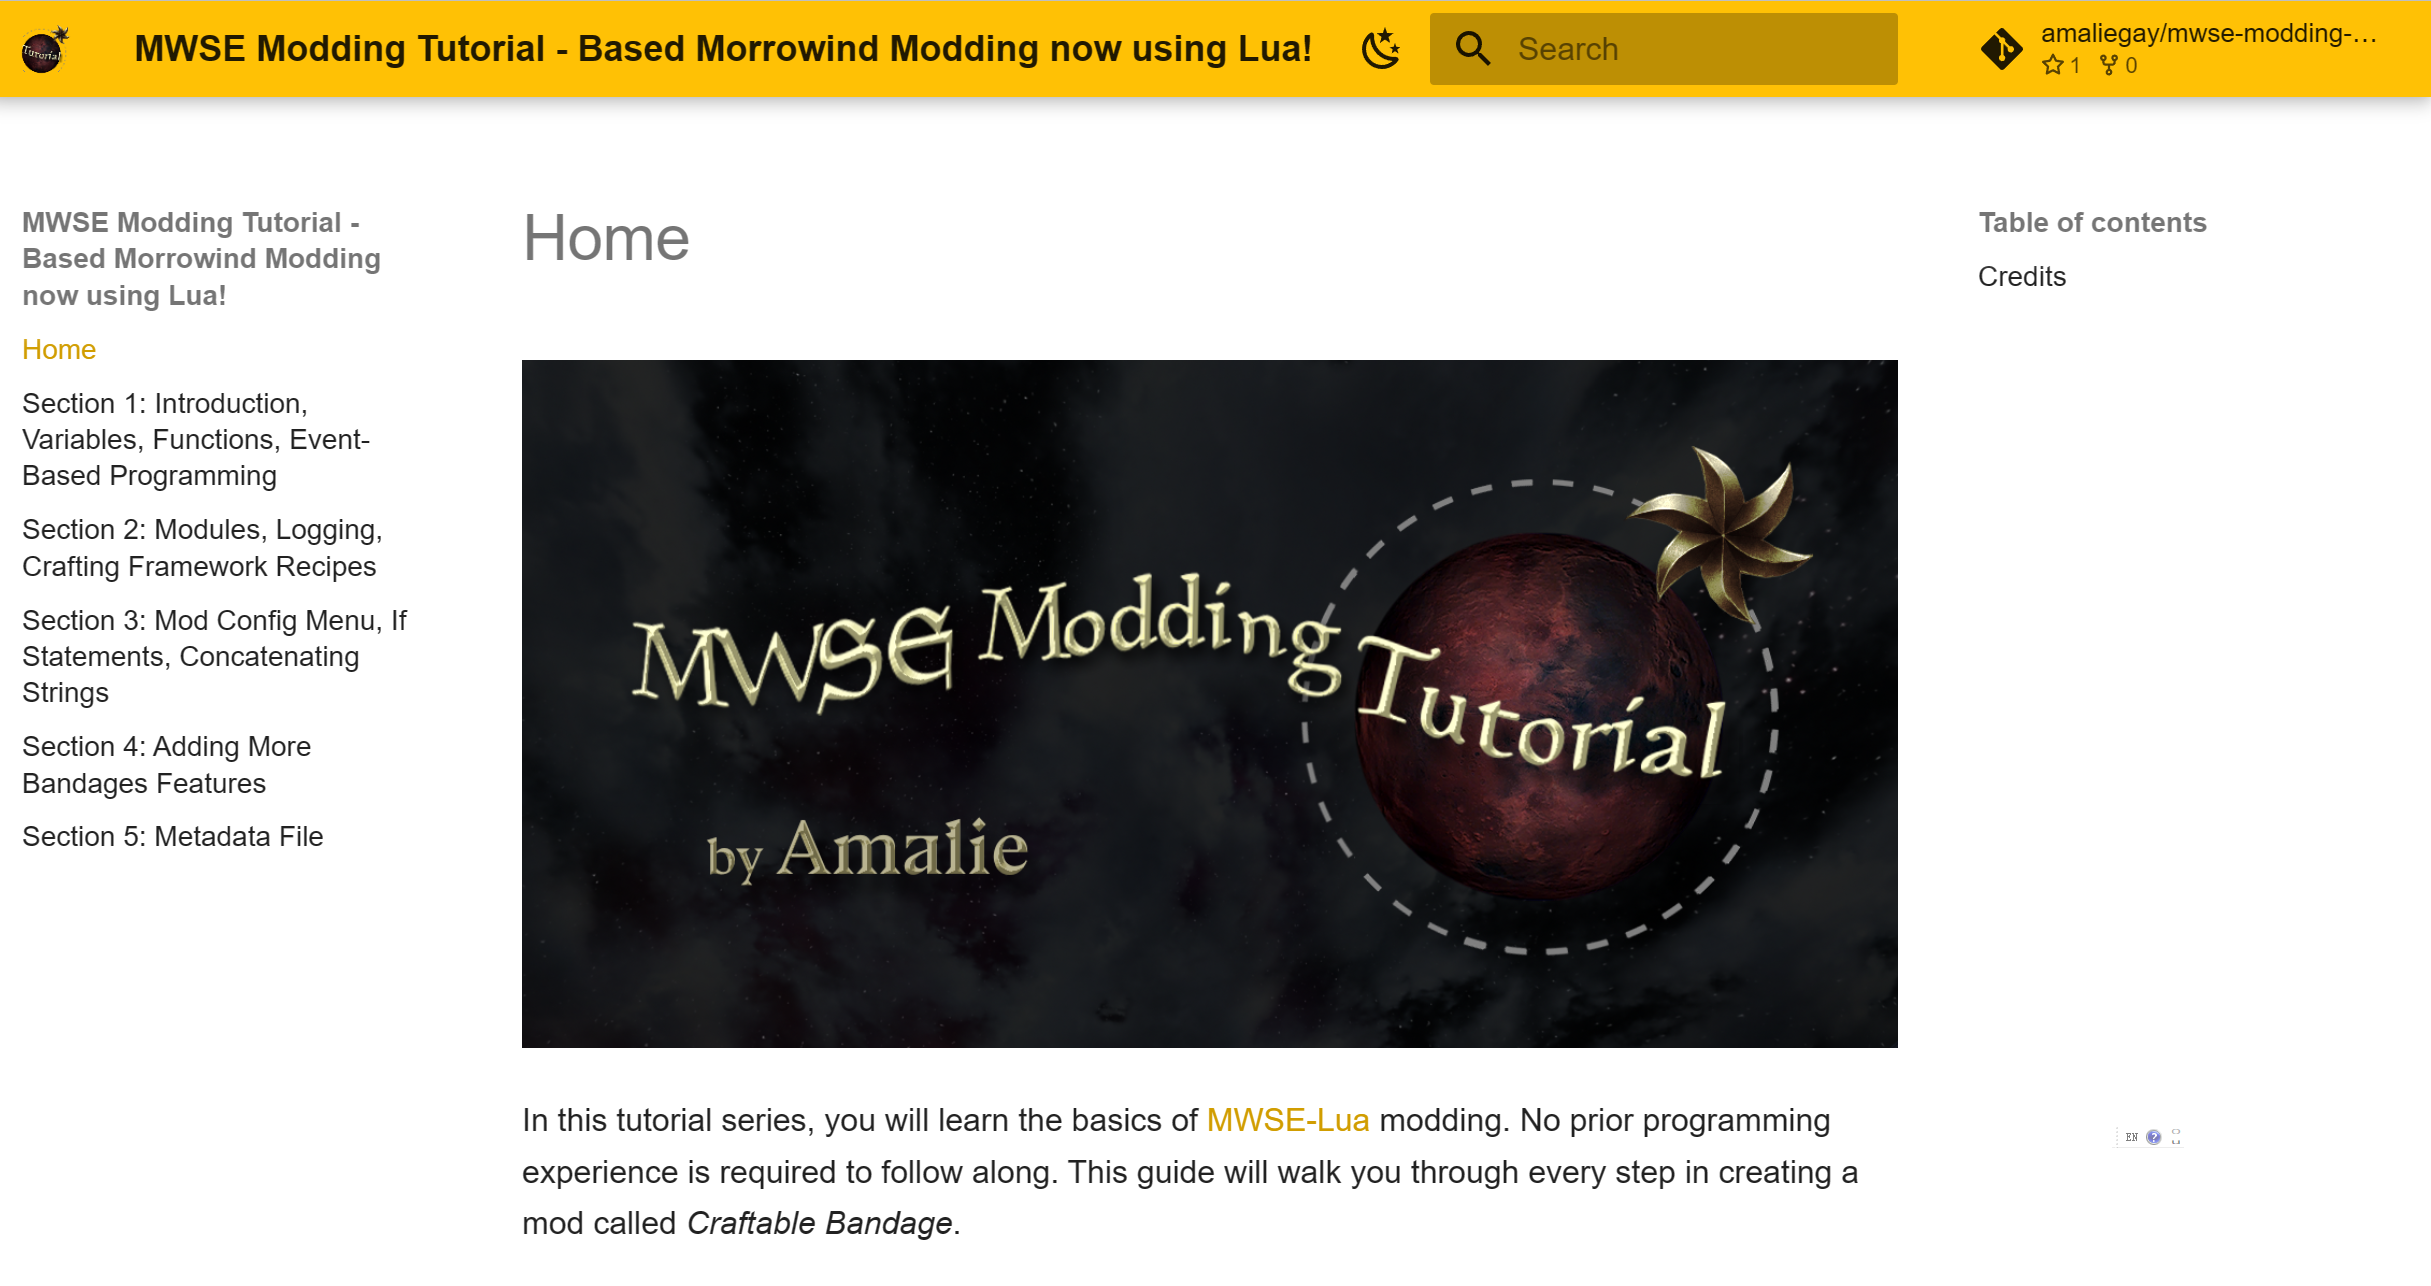 Tutorial
MWSE Modding Tutorial - Based Morrowind Modding now using Lua!
Search
amaliegay/mwse-modding-...
1 0
MWSE Modding Tutorial -
Based Morrowind Modding
now using Lua!
Home
Section 1: Introduction,
Variables, Functions, Event-
Based Programming
Section 2: Modules, Logging,
Crafting Framework Recipes
Section 3: Mod Config Menu, If
Statements, Concatenating
Strings
Section 4: Adding More
Bandages Features
Section 5: Metadata File
Home
MWSE Modding Tutorial
by Amalie
In this tutorial series, you will learn the basics of MWSE-Lua modding. No prior programming
experience is required to follow along. This guide will walk you through every step in creating a
mod called Craftable Bandage.
Table of contents
Credits
EN ?